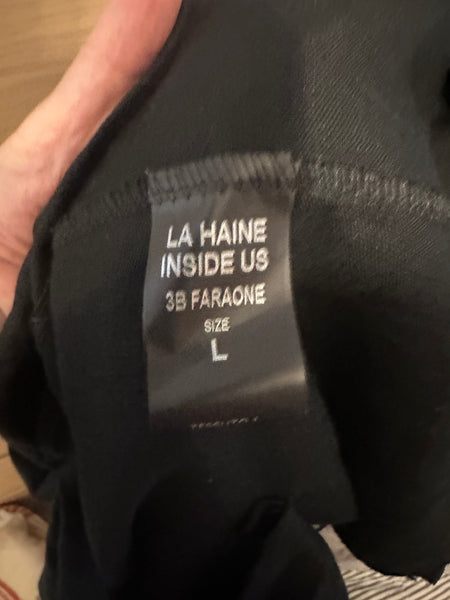 LA HAINE
INSIDE US
3B FARAONE
SIZE
L